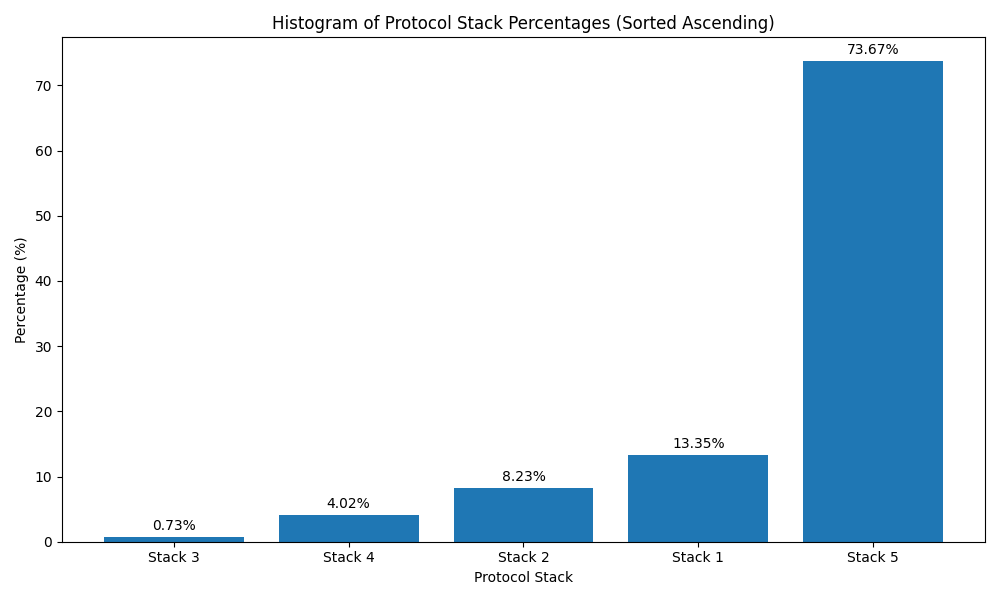 Histogram of Protocol Stack Percentages (Sorted Ascending)
Percentage (%)
70
60
50
40
30
20
10
0
0.73%
4.02%
8.23%
13.35%
73.67%
Stack 3
Stack 4
Stack 2
Stack 1
Stack 5
Protocol Stack